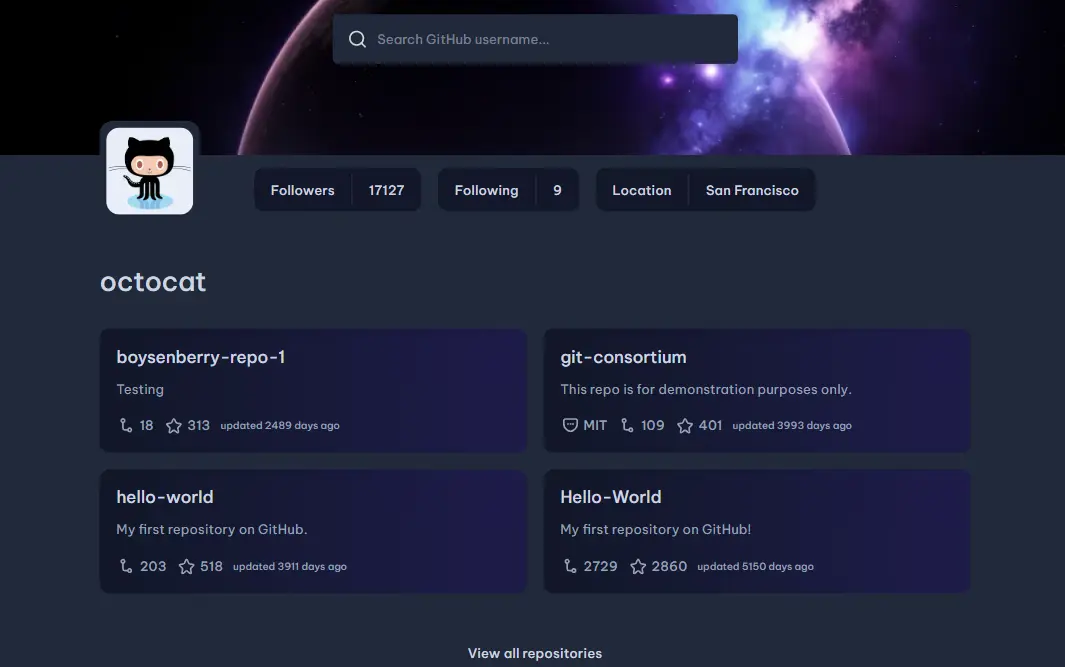 Search GitHub username...
Followers 17127 Following 9 Location San Francisco
octocat
boysenberry-repo-1
Testing
18 313 updated 2489 days ago
git-consortium
This repo is for demonstration purposes only.
MIT 109 401 updated 3993 days ago
hello-world
My first repository on GitHub.
203 518 updated 3911 days ago
Hello-World
My first repository on GitHub!
2729 2860 updated 5150 days ago
View all repositories